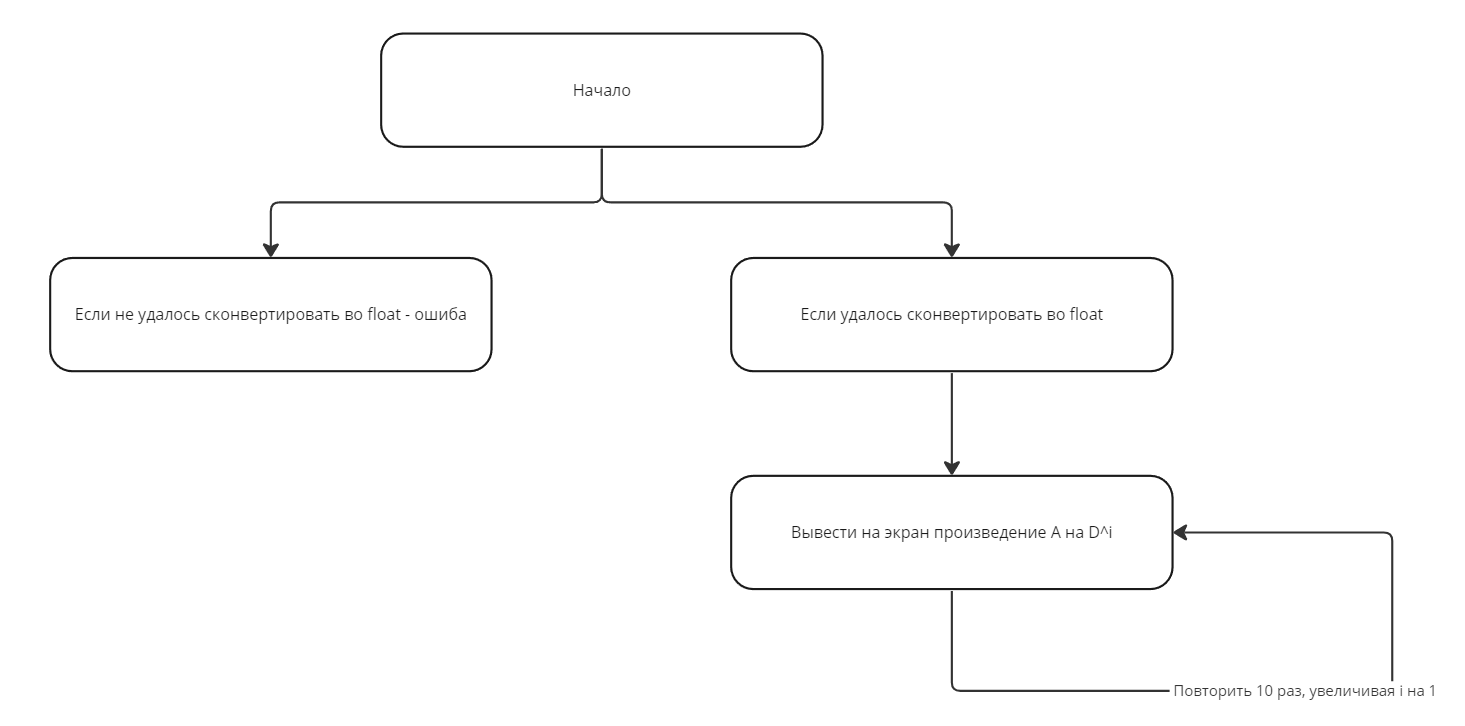 Начало
Если не удалось сконвертировать во float - ошиба
Если удалось сконвертировать во float
Вывести на экран произведение A на D^i
Повторить 10 раз, увеличивая i на 1